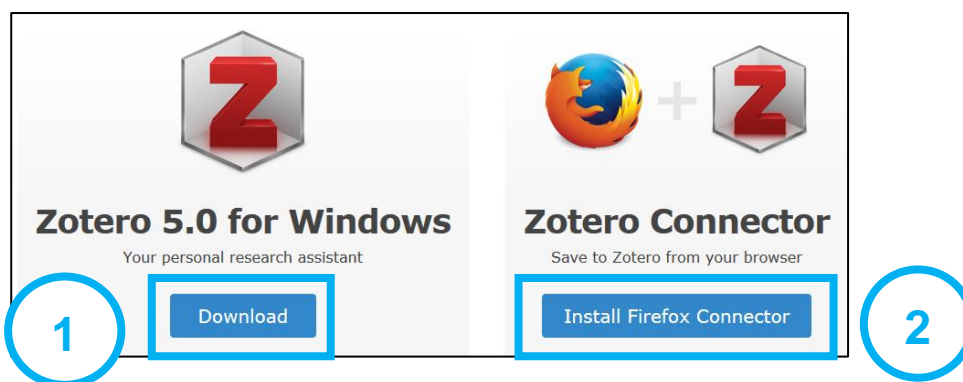 Z
Z
Zotero 5.0 for Windows
Your personal research assistant
Download
1
Zotero Connector
Save to Zotero from your browser
Install Firefox Connector
2